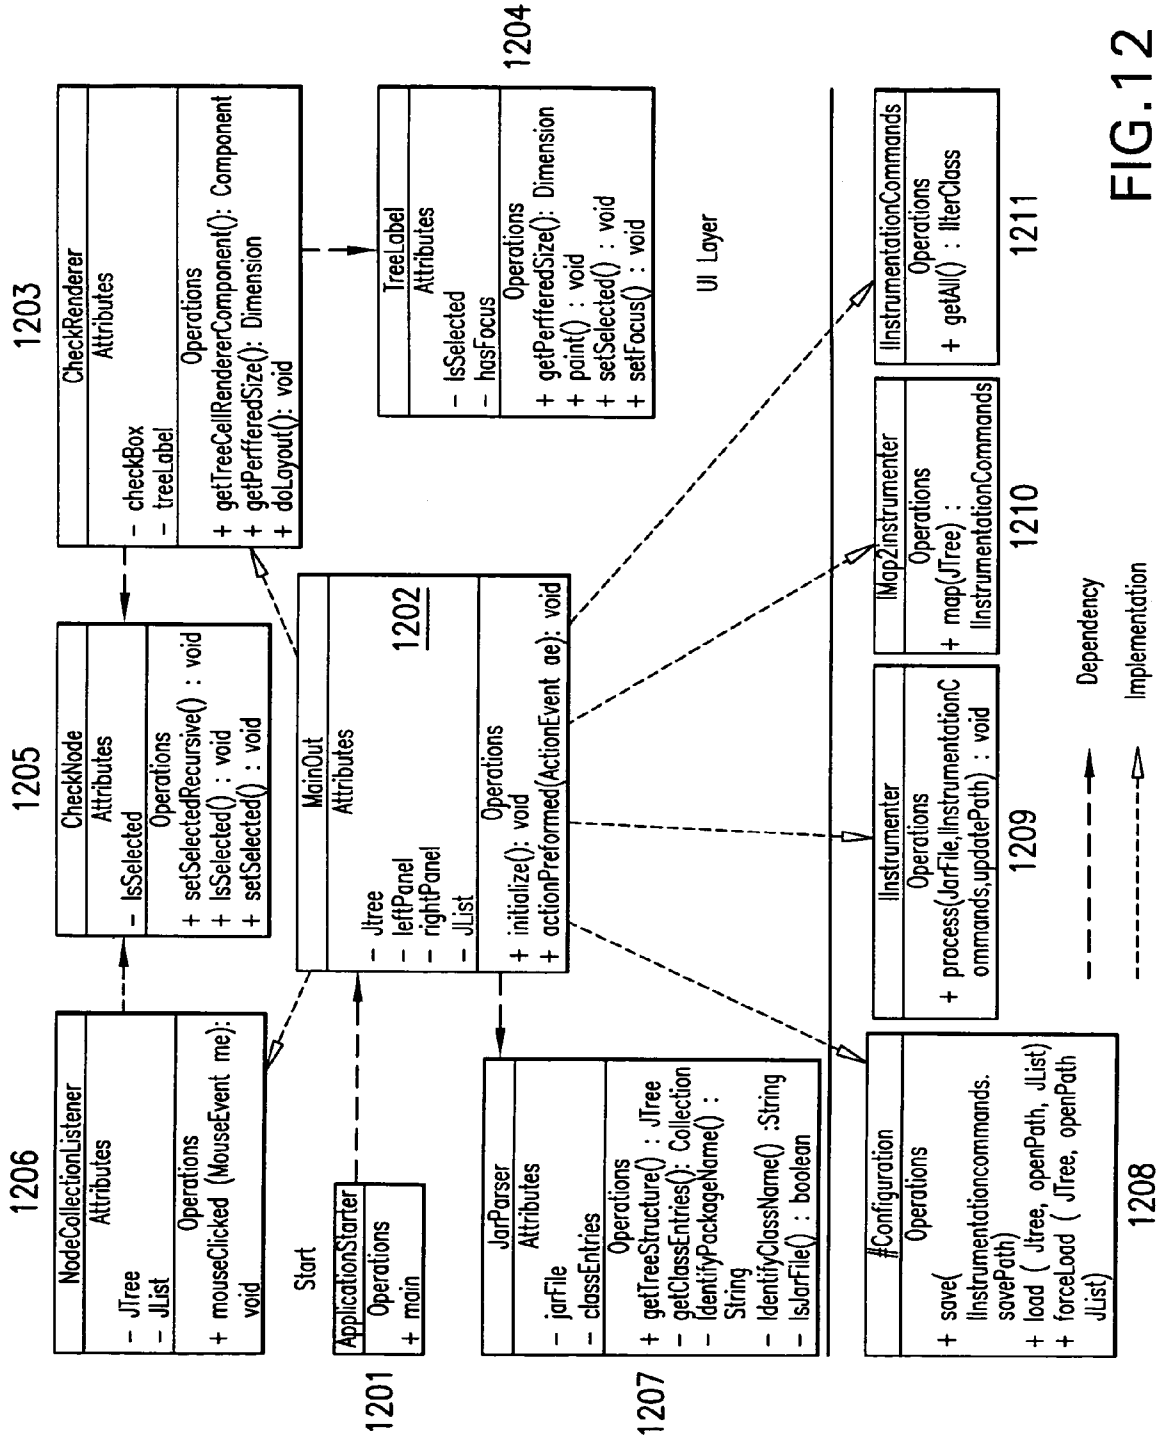 1206
NodeCollectionListener
Attributes
- JTree
- JList
Operations
+ mouseClicked (MouseEvent me):
void
1205
CheckNode
Attributes
- IsSelected
Operations
+ setSelectedRecursive() : void
+ IsSelected() : void
+ setSelected() : void
1203
CheckRenderer
Attributes
- checkBox
- treeLabel
Operations
+ getTreeCellRendererComponent(): Component
+ getPerfferedSize(): Dimension
+ doLayout(): void
Start
1201
ApplicationStarter
Operations
+ main
MainOut
Attributes
1202
- Jtree
- leftPanel
- rightPanel
- JList
Operations
+ initialize(): void
+ actionPreformed(ActionEvent ae): void
TreeLabel
Attributes
- IsSelected
- hasFocus
Operations
+ getPerfferedSize(): Dimension
+ paint() : void
+ setSelected() : void
+ setFocus() : void
1204
1207
JarParser
Attributes
- jarFile
- classEntries
Operations
+ getTreeStructure() : JTree
- getClassEntries(): Collection
- IdentifyPackageName() :
String
- IdentifyClassName() :String
- IsJarFile() : boolean
UI Layer
#Configuration
Operations
+ save(
IInstrumentationcommands.
savePath)
+ load ( Jtree, openPath, JList)
+ forceLoad ( JTree, openPath
JList)
1208
IInstrumenter
Operations
+ process(JarFile,IInstrumentationC
ommands,updatePath) : void
1209
IMap2instrumenter
Operations
+ map(JTree) :
IInstrumentationCommands
1210
IInstrumentationCommands
Operations
+ getAll() : IIterClass
1211
Dependency
Implementation
FIG.12